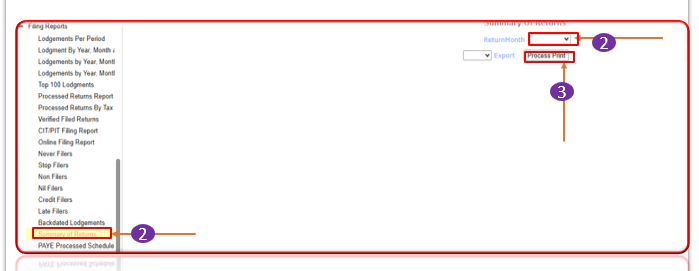 Filing Reports
Lodgements Per Period
Lodgment By Year, Month
Lodgements by Year, Montl
Lodgements by Year, Montl
Top 100 Lodgments
Processed Returns Report
Processed Returns By Tax
Verified Filed Returns
CIT/PIT Filing Report
Online Filing Report
Never Filers
Stop Filers
Non Filers
Nil Filers
Credit Filers
Late Filers
Backdated Lodgements
Summary of Returns
PAYE Processed Schedule
Summary Of Returns
ReturnMonth
Export Process Print
2
3
2